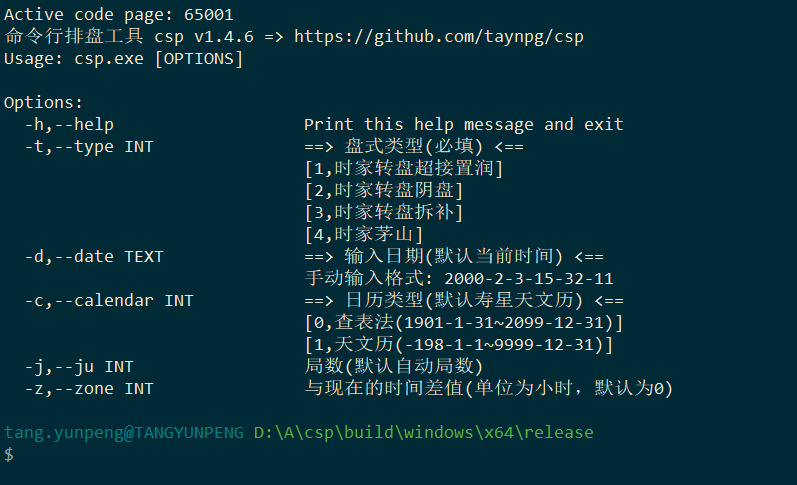 Active code page: 65001
命令行排盘工具 csp v1.4.6 => https://github.com/taynpg/csp
Usage: csp.exe [OPTIONS]
Options:
-h,--help Print this help message and exit
-t,--type INT ==> 盘式类型(必填) <==
[1,时家转盘超接置润]
[2,时家转盘阴盘]
[3,时家转盘拆补]
[4,时家茅山]
-d,--date TEXT ==> 输入日期(默认当前时间) <==
手动输入格式: 2000-2-3-15-32-11
-c,--calendar INT ==> 日历类型(默认寿星天文历) <==
[0,查表法(1901-1-31~2099-12-31)]
[1,天文历(-198-1-1~9999-12-31)]
-j,--ju INT 局数(默认自动局数)
-z,--zone INT 与现在的时间差值(单位为小时，默认为0)
tang.yunpeng@TANGYUNPENG D:\A\csp\build\windows\x64\release
$